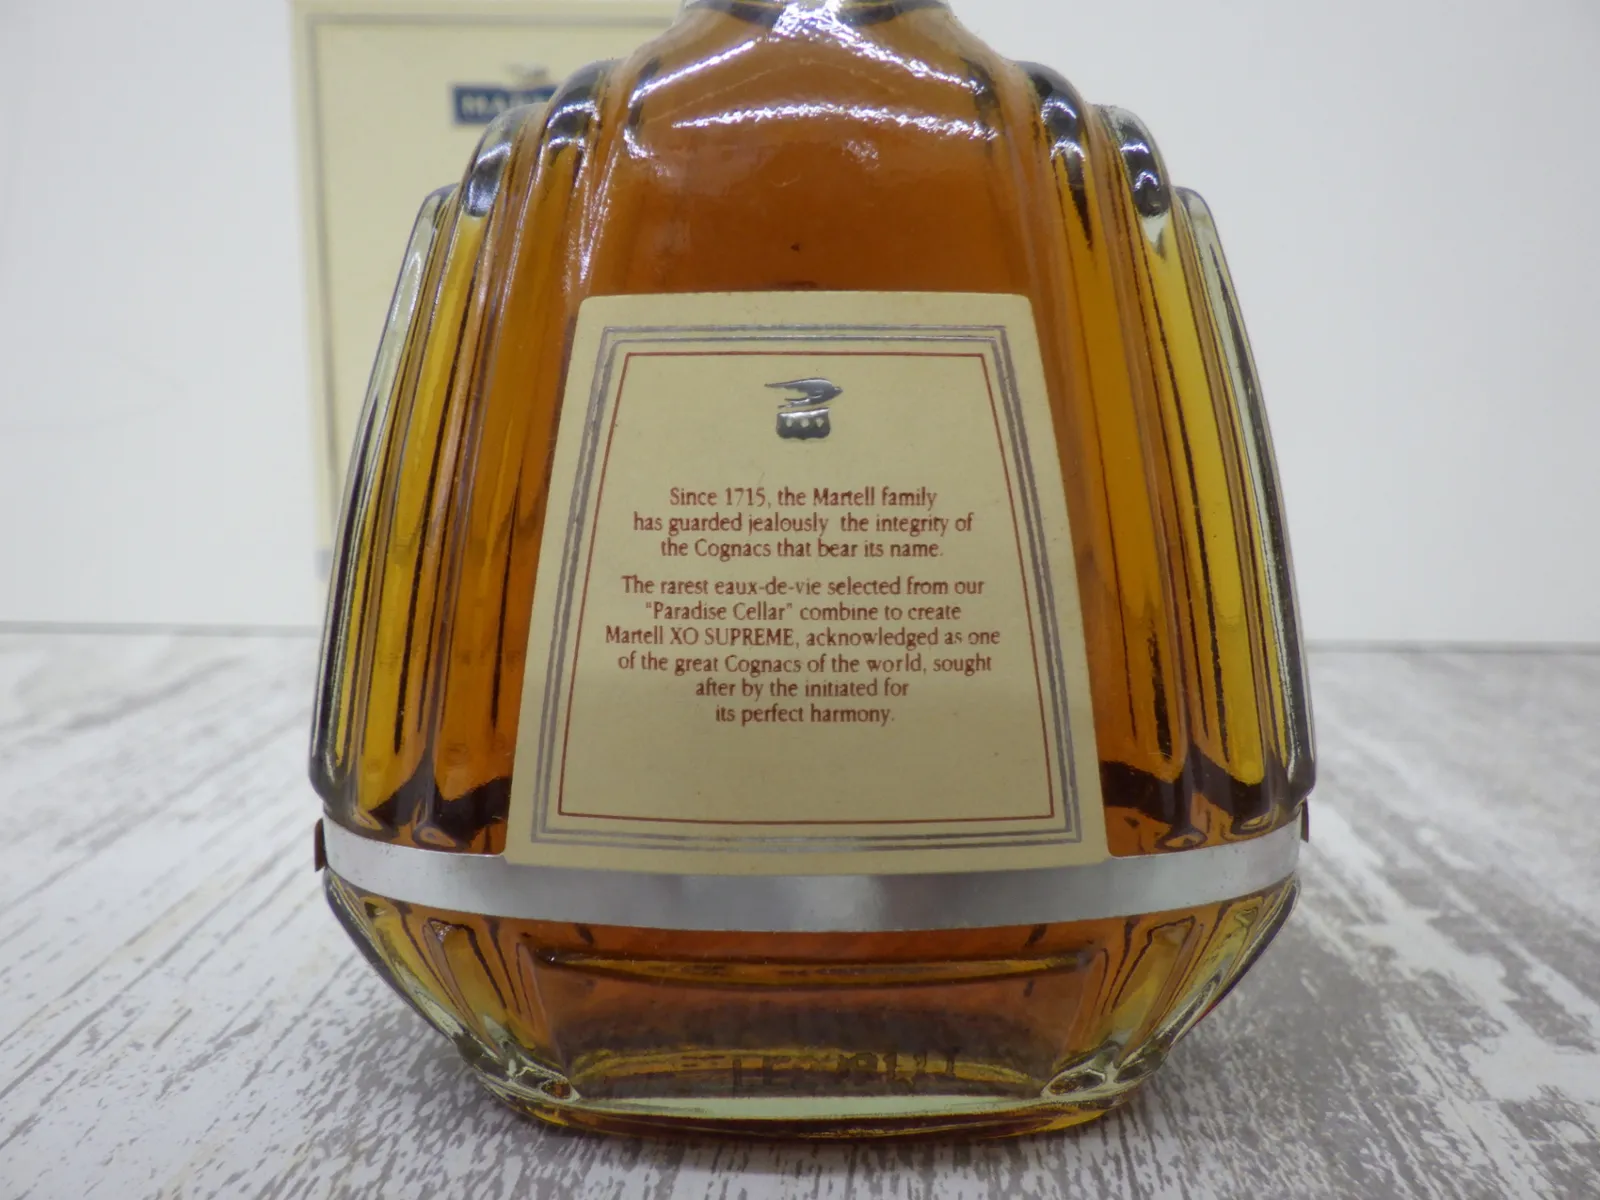 Since 1715, the Martell family
has guarded jealously the integrity of
the Cognacs that bear its name.
The rarest eaux-de-vie selected from our
"Paradise Cellar" combine to create
Martell XO SUPREME, acknowledged as one
of the great Cognacs of the world, sought
after by the initiated for
its perfect harmony.